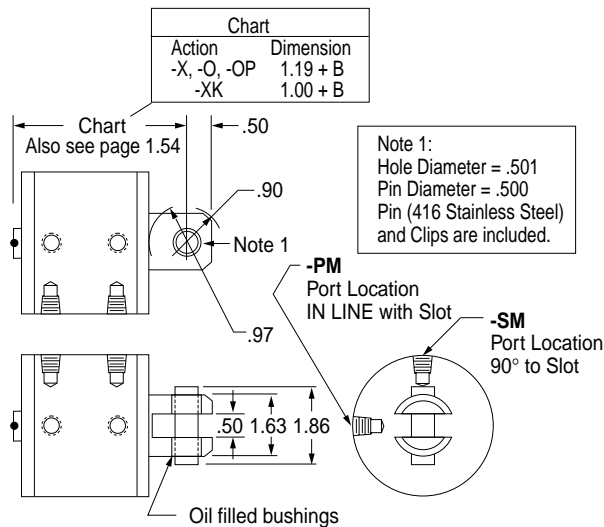 Chart
Action Dimension
-X, -O, -OP 1.19 + B
-XK 1.00 + B
Chart
Also see page 1.54
.50
.90
Note 1
.97
Note 1:
Hole Diameter = .501
Pin Diameter = .500
Pin (416 Stainless Steel)
and Clips are included.
-PM
Port Location
IN LINE with Slot
-SM
Port Location
90° to Slot
.50 1.63 1.86
Oil filled bushings